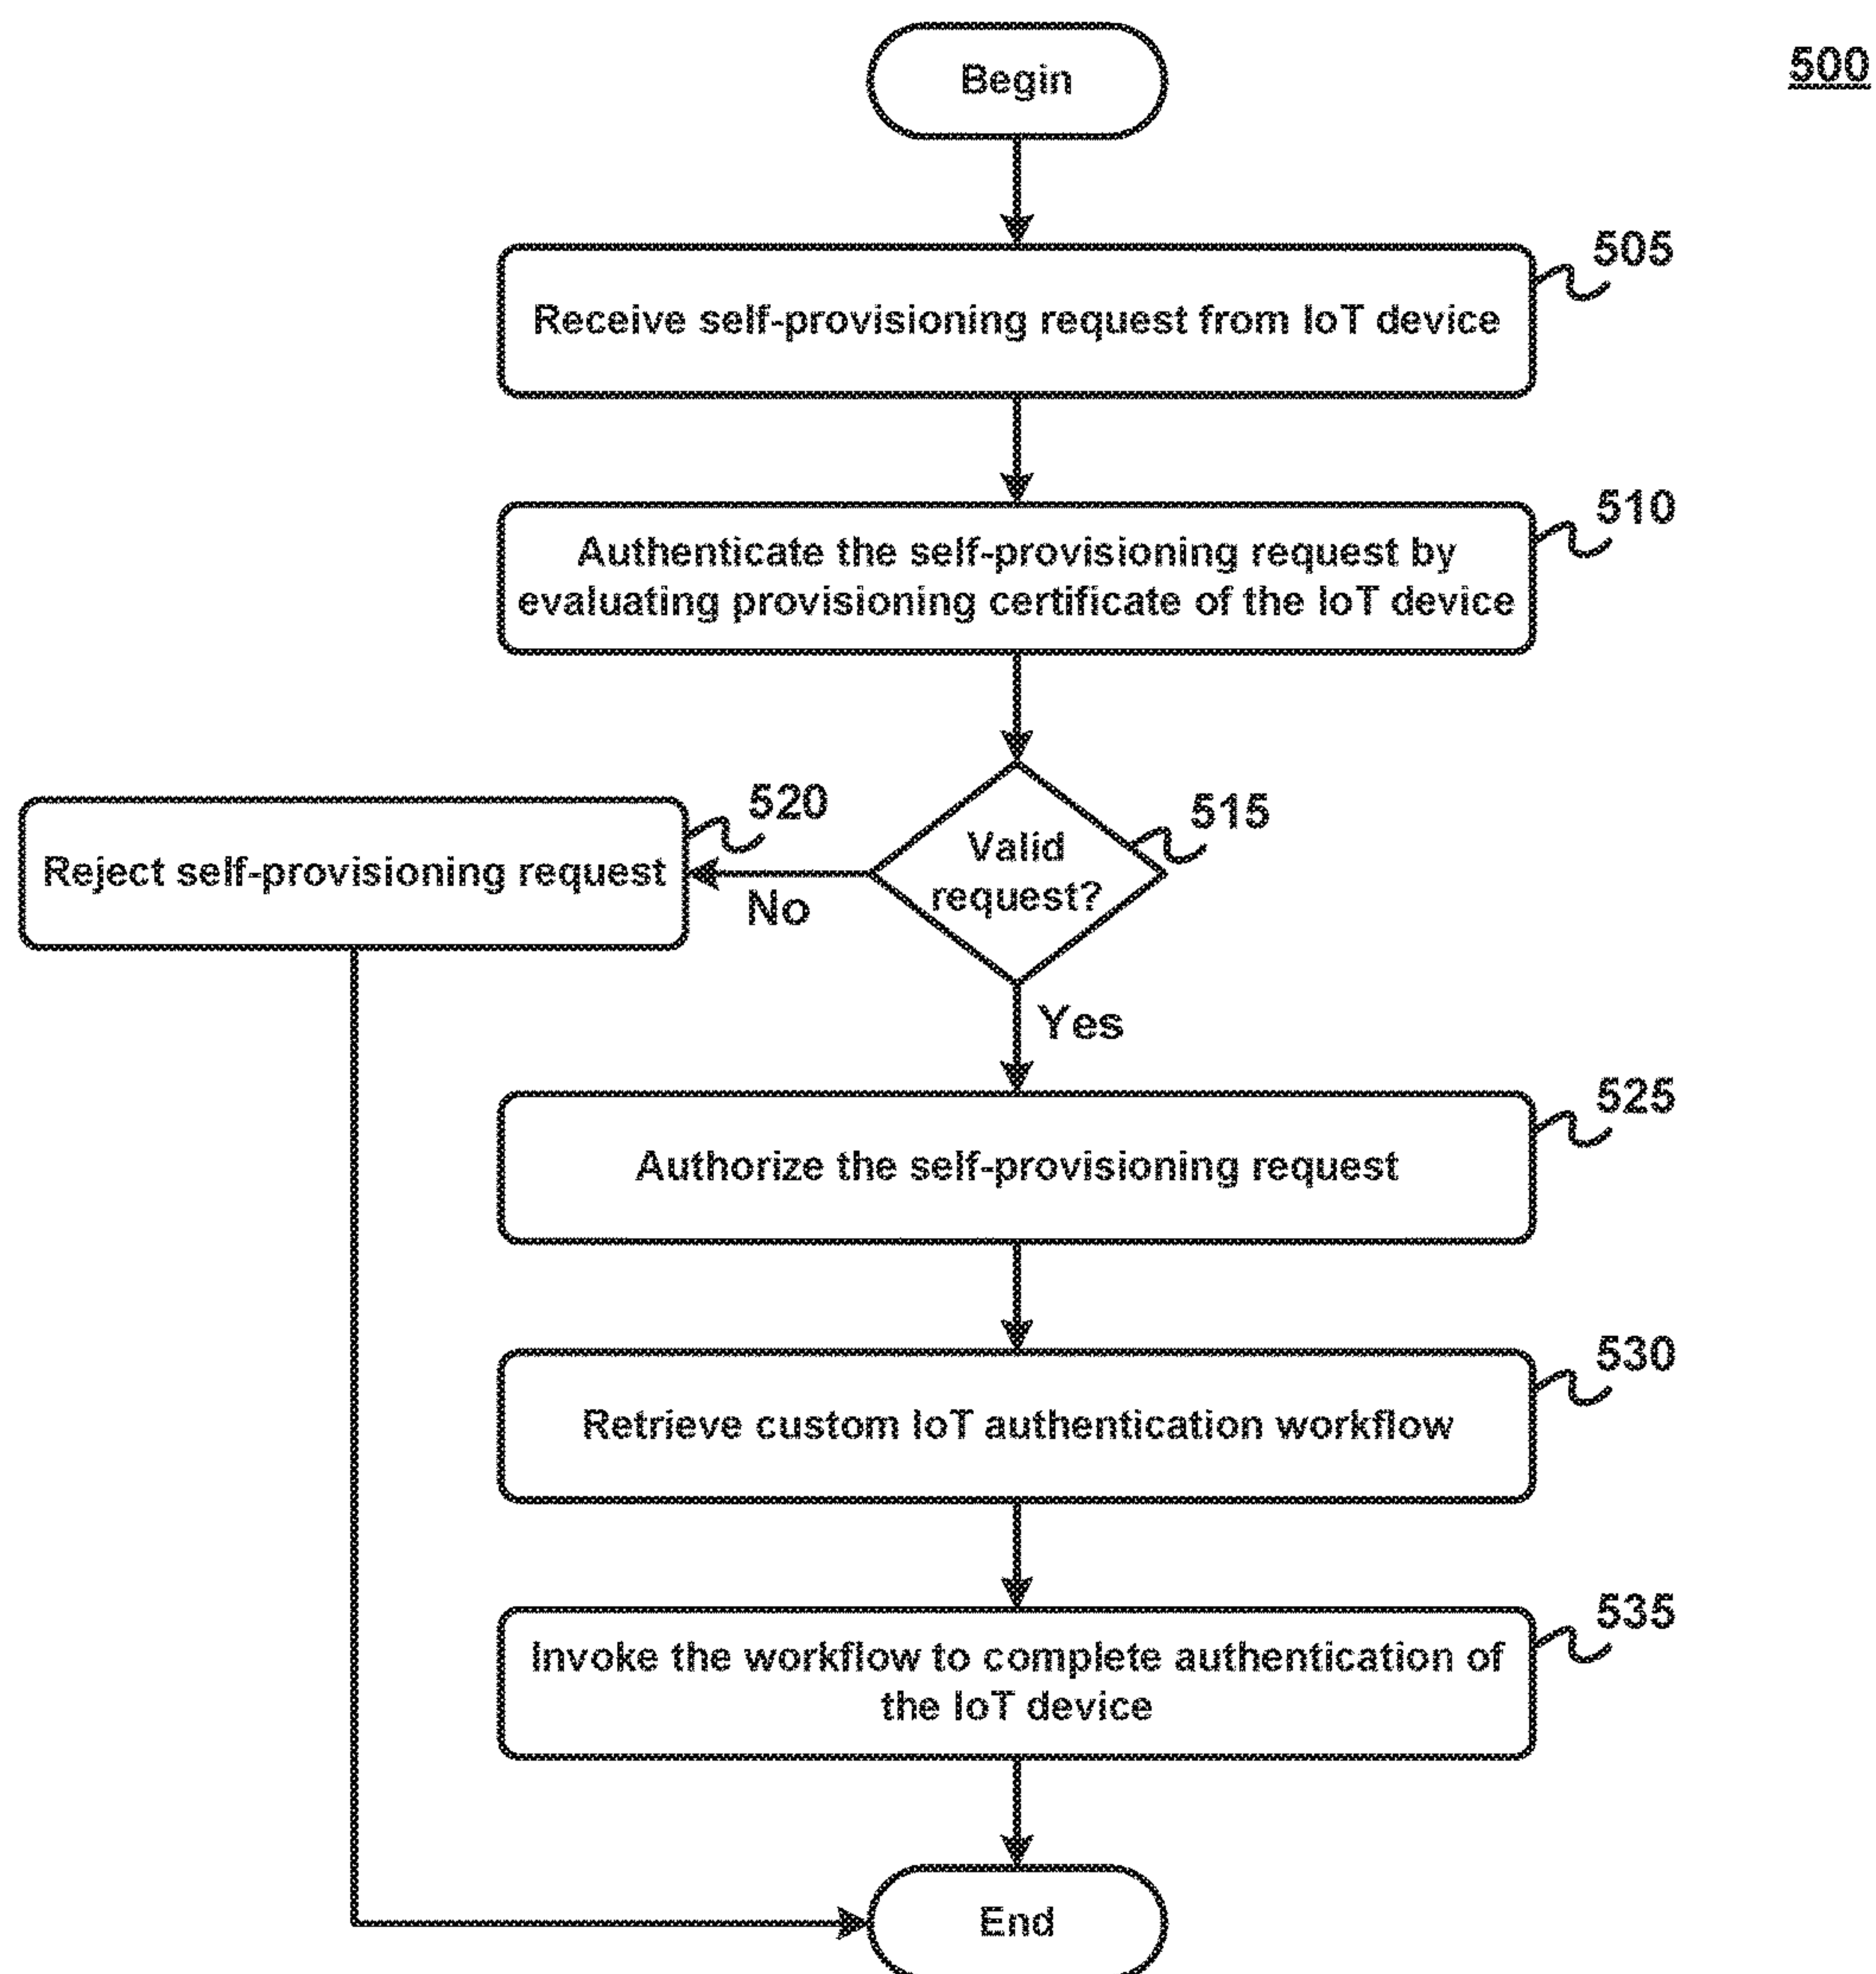 500
Begin
505
Receive self-provisioning request from IoT device
510
Authenticate the self-provisioning request by
evaluating provisioning certificate of the IoT device
515
Valid
request?
520
Reject self-provisioning request
No
Yes
525
Authorize the self-provisioning request
530
Retrieve custom IoT authentication workflow
535
Invoke the workflow to complete authentication of
the IoT device
End